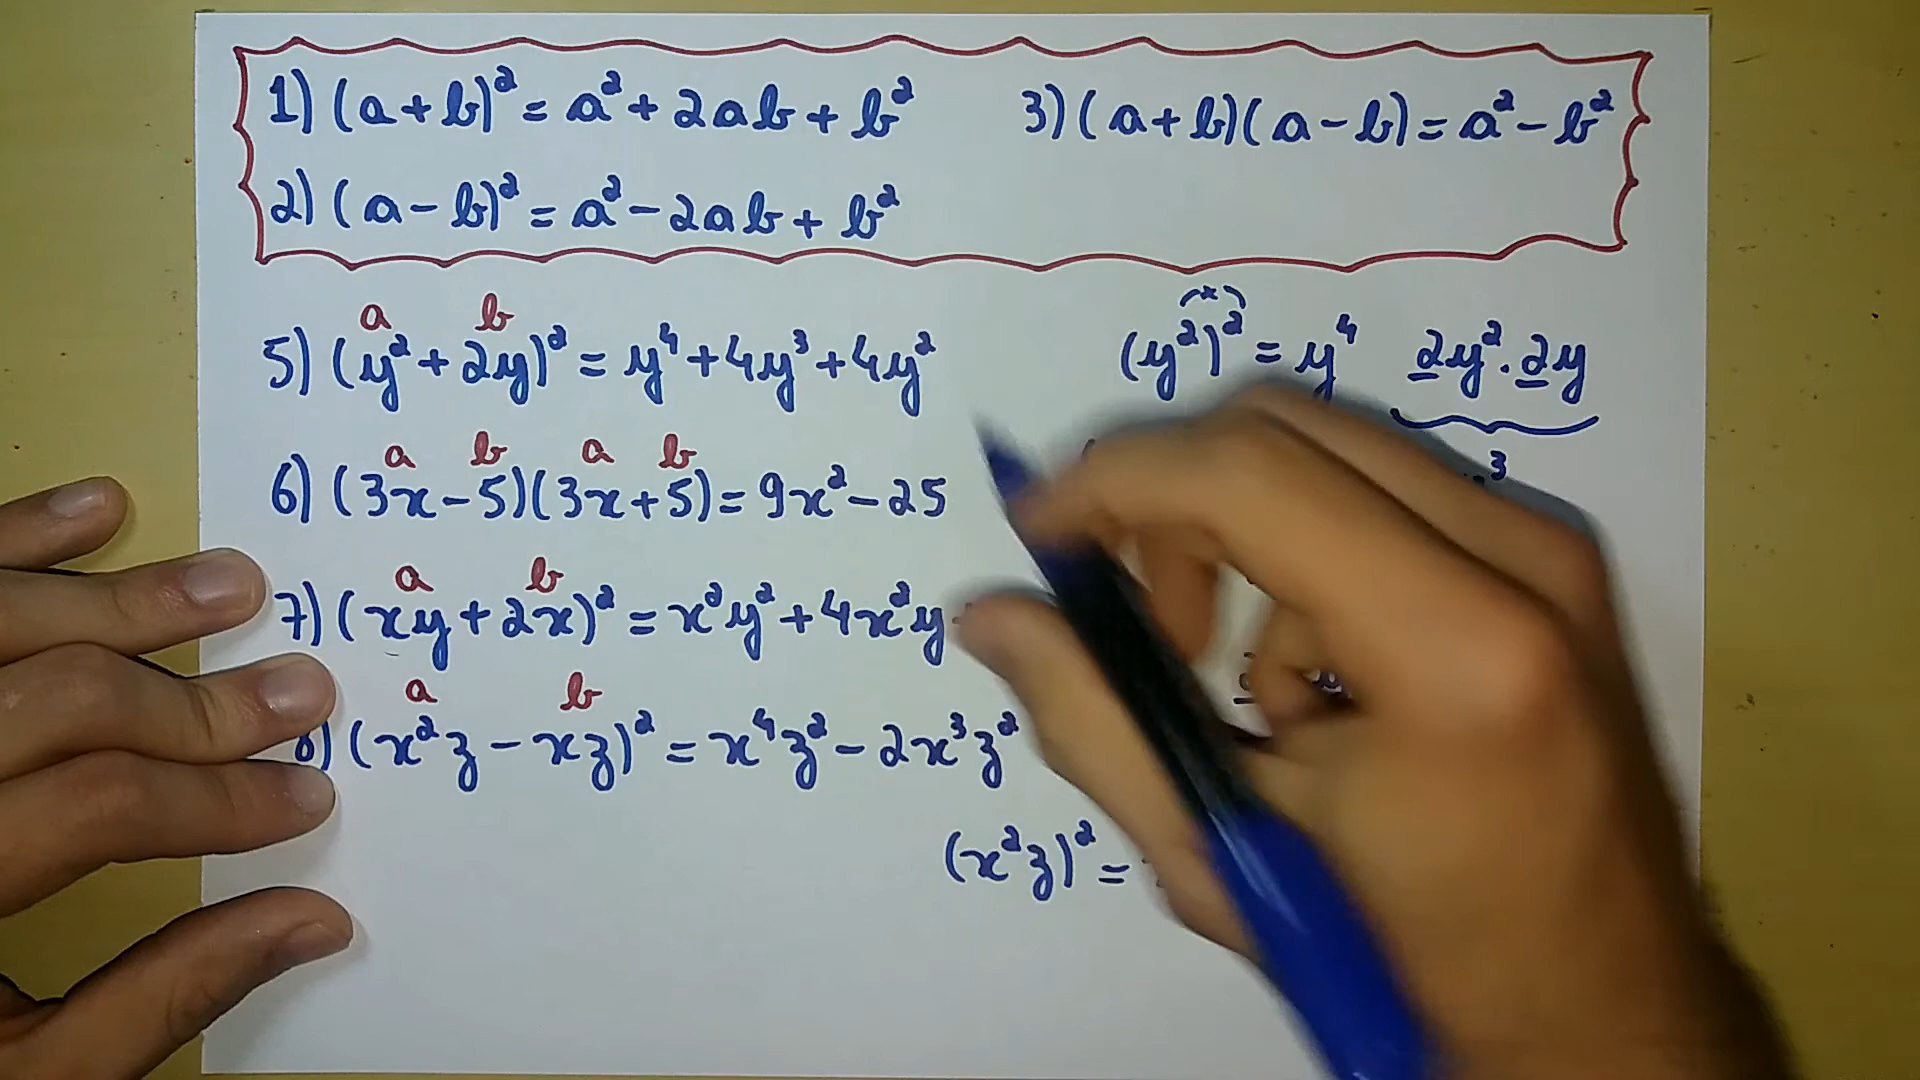 1) (a+b)² = a² + 2ab + b²
3) (a+b)(a-b) = a² - b²
2) (a-b)² = a² - 2ab + b²
a b
5) (y² + 2y)² = y⁴ + 4y³ + 4y²
x
(y²)² = y⁴
2y² · 2y
a b a b
6) (3x - 5)(3x + 5) = 9x² - 25
a b
7) (xy + 2x)² = x²y² + 4x²y
a b
8) (x²z - xz)² = x⁴z² - 2x³z²
(x²z)² =